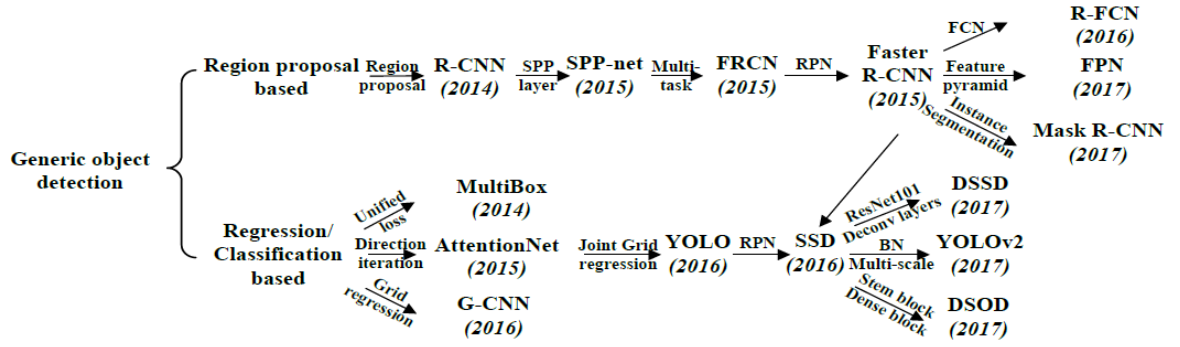 Generic object
detection
Region proposal
based
Region
proposal
R-CNN
(2014)
SPP
layer
SPP-net
(2015)
Multi-
task
FRCN
(2015)
RPN
Faster
R-CNN
(2015)
FCN
R-FCN
(2016)
Feature
pyramid
FPN
(2017)
Instance
Segmentation
Mask R-CNN
(2017)
Regression/
Classification
based
Unified
loss
MultiBox
(2014)
Direction
iteration
AttentionNet
(2015)
Grid
regression
G-CNN
(2016)
Joint Grid
regression
YOLO
(2016)
RPN
SSD
(2016)
ResNet101
Deconv layers
DSSD
(2017)
BN
Multi-scale
YOLOv2
(2017)
Stem block
Dense block
DSOD
(2017)